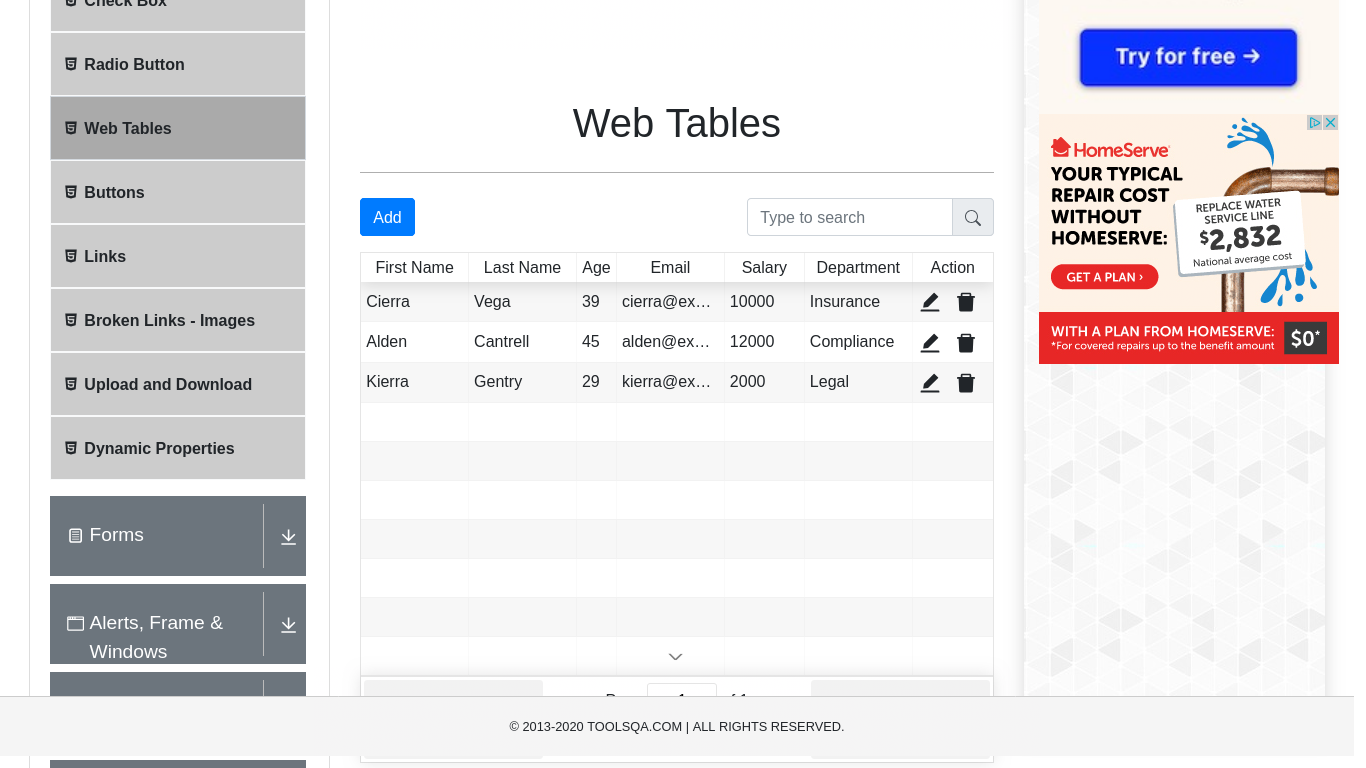 Check Box
Radio Button
Web Tables
Buttons
Links
Broken Links - Images
Upload and Download
Dynamic Properties
Forms
Alerts, Frame &
Windows
Web Tables
Add
Type to search
First Name Last Name Age Email Salary Department Action
Cierra Vega 39 cierra@ex… 10000 Insurance
Alden Cantrell 45 alden@ex… 12000 Compliance
Kierra Gentry 29 kierra@ex… 2000 Legal
Try for free →
HomeServe
YOUR TYPICAL
REPAIR COST
WITHOUT
HOMESERVE:
GET A PLAN ›
REPLACE WATER
SERVICE LINE
$2,832
National average cost
WITH A PLAN FROM HOMESERVE:
*For covered repairs up to the benefit amount
$0*
© 2013-2020 TOOLSQA.COM | ALL RIGHTS RESERVED.